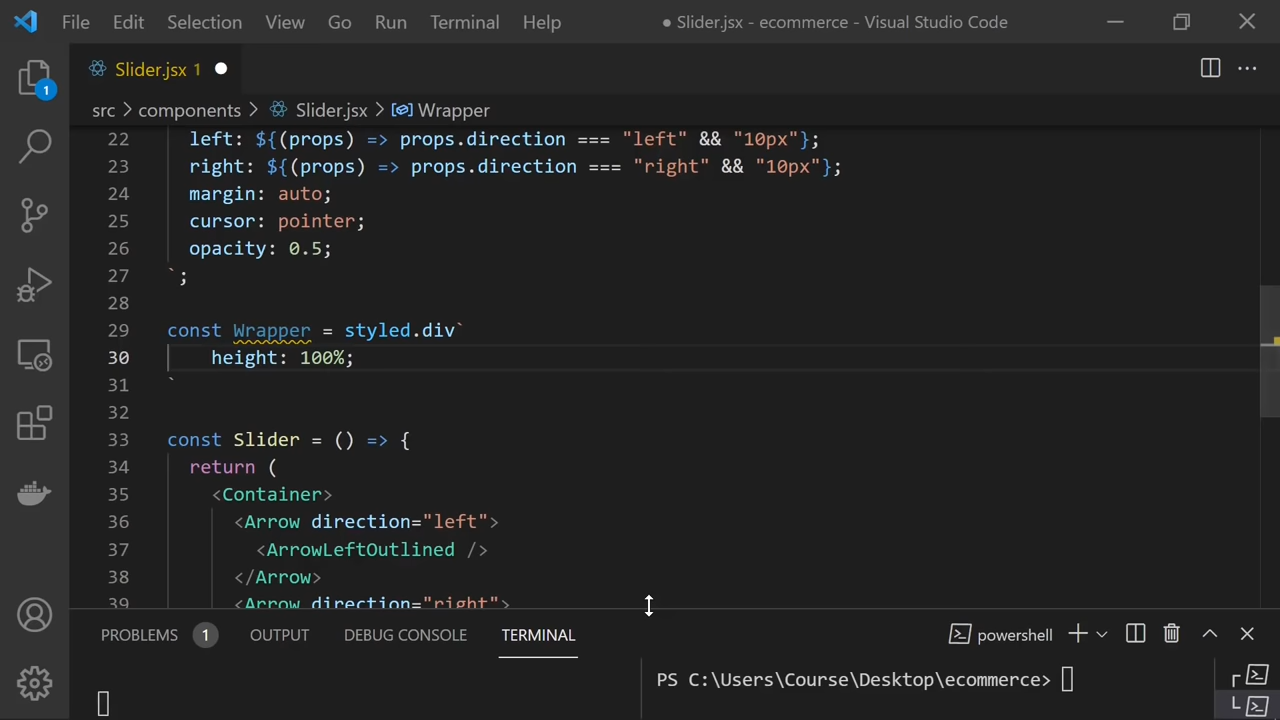 File Edit Selection View Go Run Terminal Help ● Slider.jsx - ecommerce - Visual Studio Code
1
Slider.jsx 1
src > components > Slider.jsx > Wrapper
22 left: ${(props) => props.direction === "left" && "10px"};
23 right: ${(props) => props.direction === "right" && "10px"};
24 margin: auto;
25 cursor: pointer;
26 opacity: 0.5;
27 `;
28
29 const Wrapper = styled.div`
30 height: 100%;
31 `
32
33 const Slider = () => {
34 return (
35 <Container>
36 <Arrow direction="left">
37 <ArrowLeftOutlined />
38 </Arrow>
39 <Arrow direction="right">
PROBLEMS 1 OUTPUT DEBUG CONSOLE TERMINAL powershell
PS C:\Users\Course\Desktop\ecommerce>